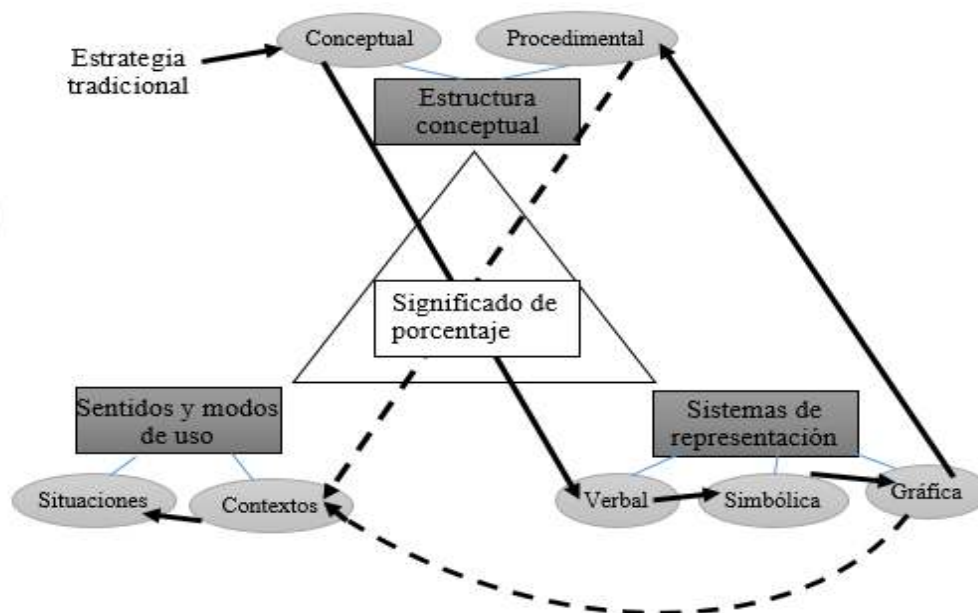 Conceptual
Procedimental
Estrategia
tradicional
Estructura
conceptual
Significado de
porcentaje
Sentidos y modos
de uso
Sistemas de
representación
Situaciones
Contextos
Verbal
Simbólica
Gráfica